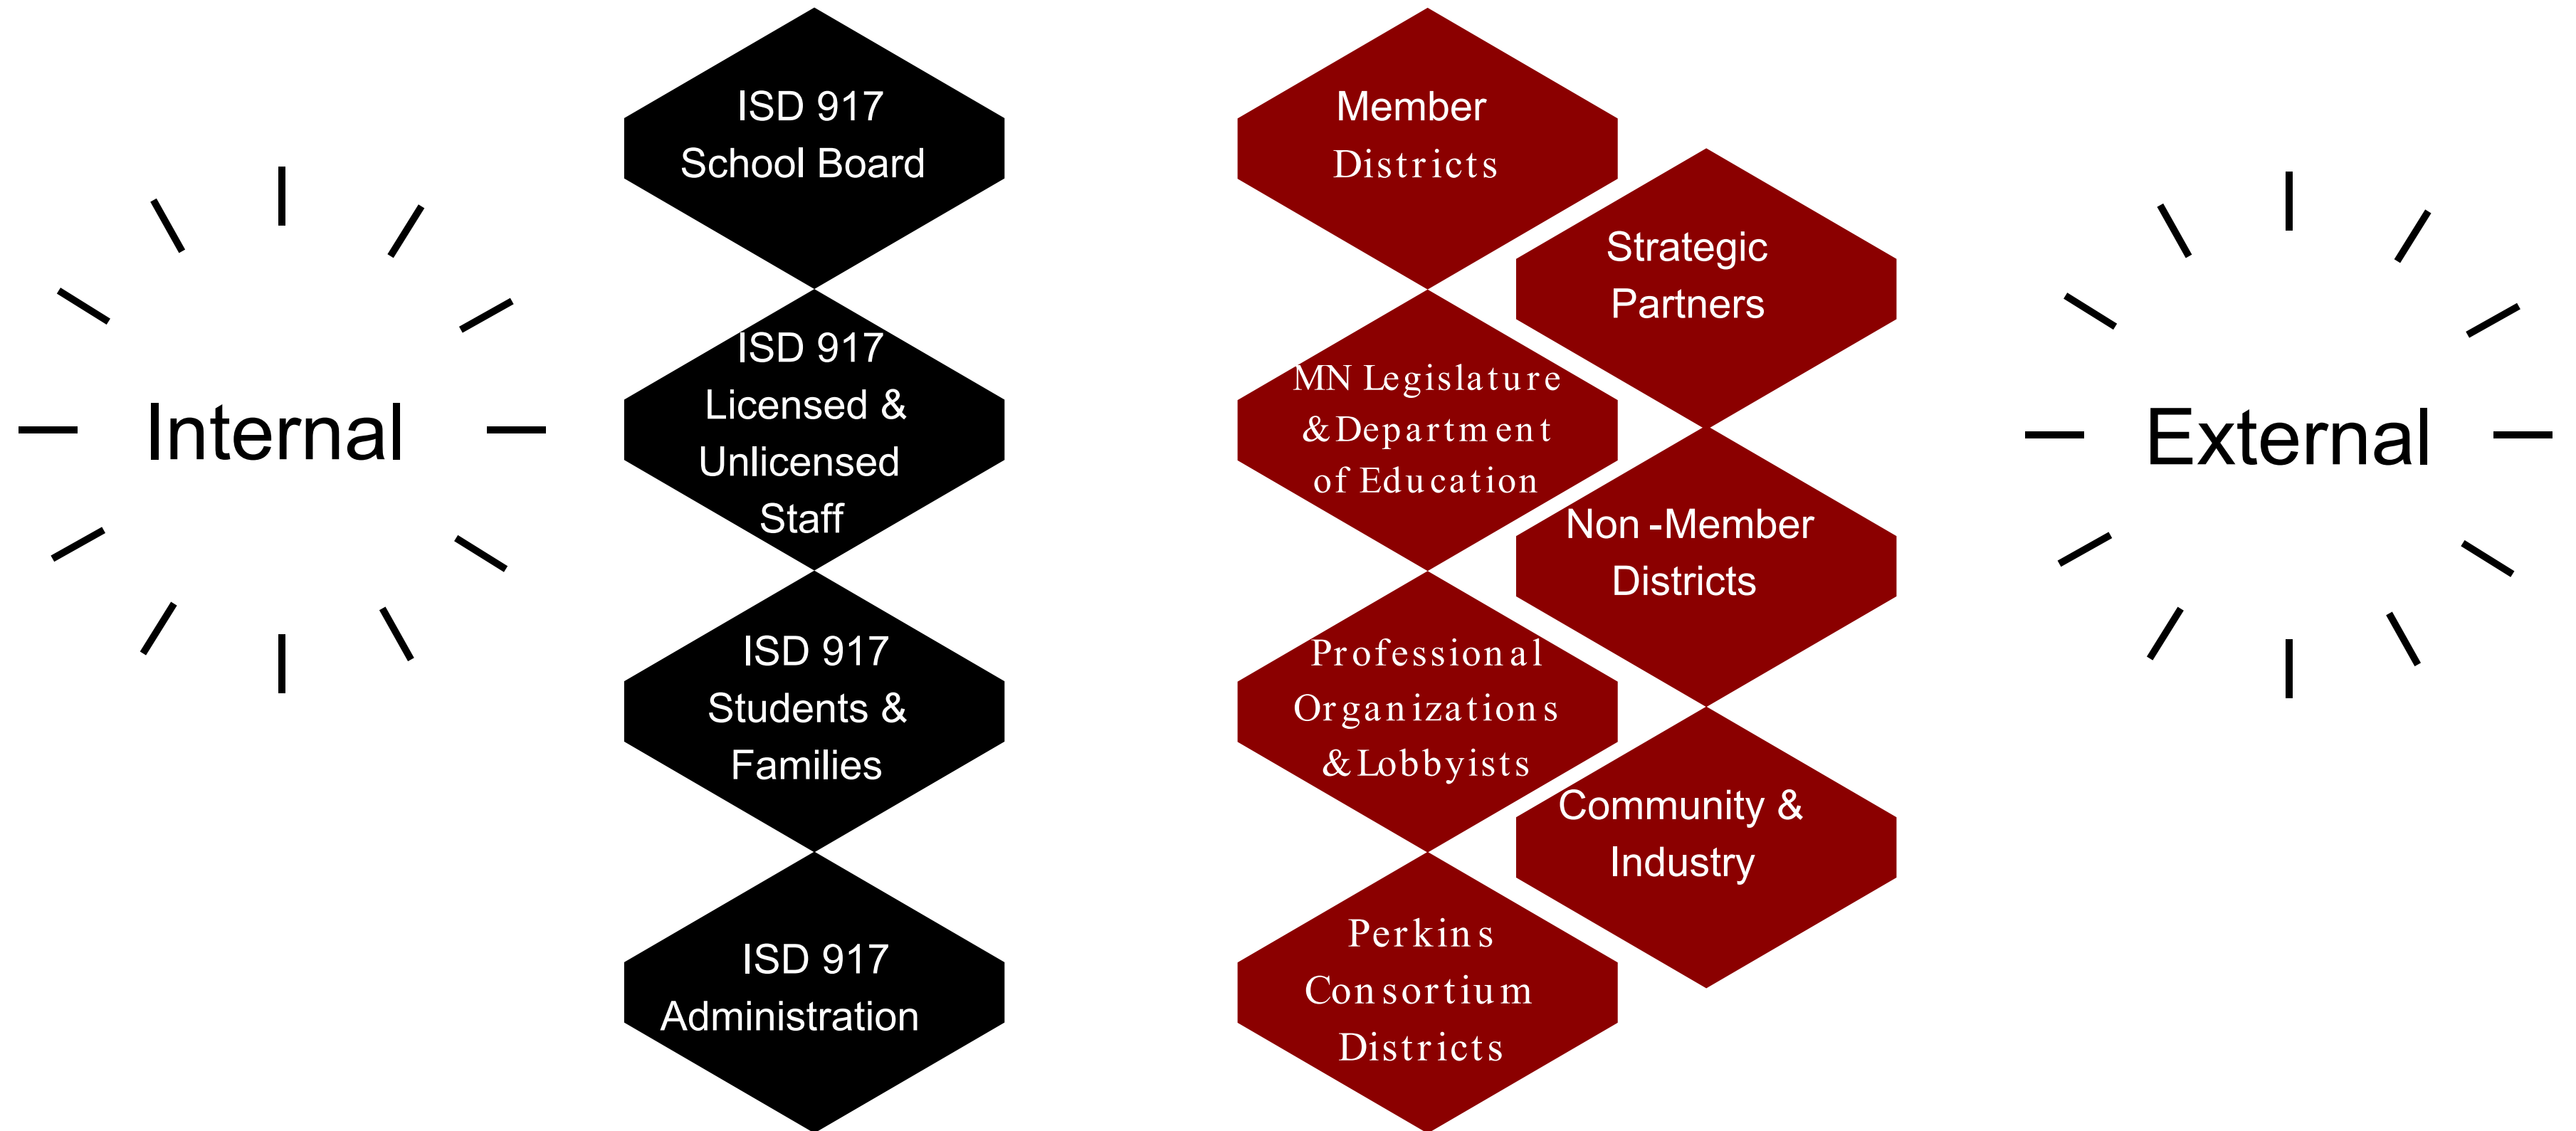 Internal
ISD 917
School Board
ISD 917
Licensed &
Unlicensed
Staff
ISD 917
Students &
Families
ISD 917
Administration
Member
Districts
Strategic
Partners
MN Legislature
& Department
of Education
Non -Member
Districts
Professional
Organizations
& Lobbyists
Community &
Industry
Perkins
Consortium
Districts
External